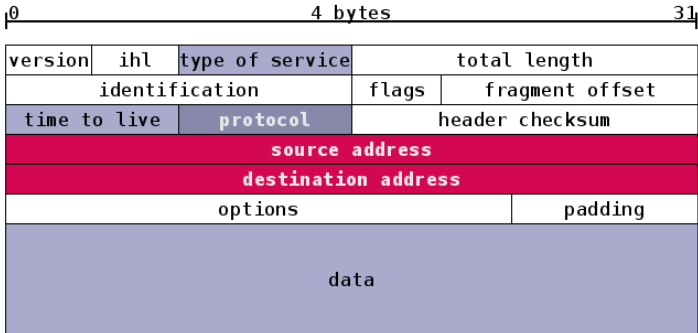 0 4 bytes 31
version ihl type of service total length
identification flags fragment offset
time to live protocol header checksum
source address
destination address
options padding
data